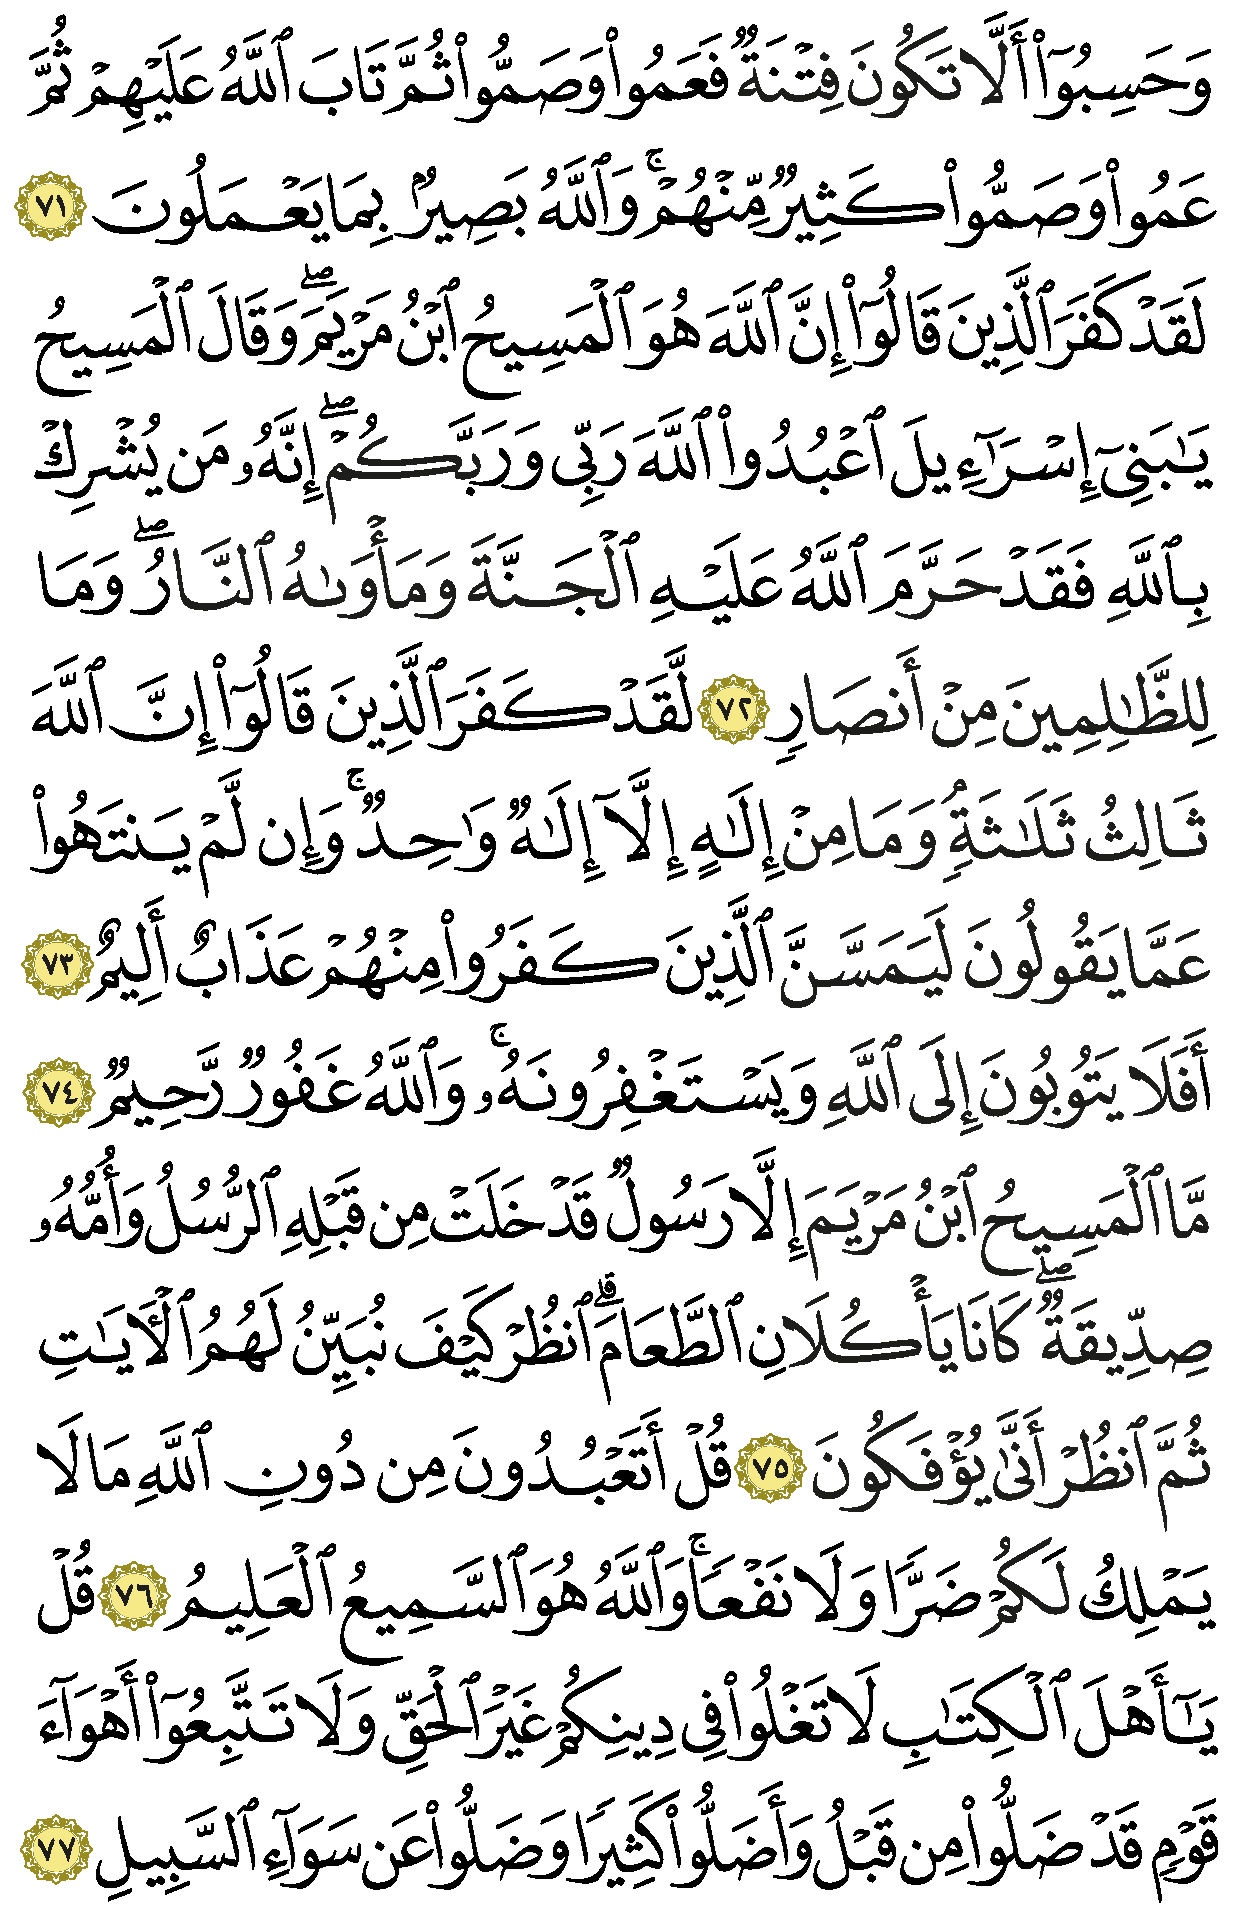 وَحَسِبُوٓا۟ أَلَّا تَكُونَ فِتْنَةٌ فَعَمُوا۟ وَصَمُّوا۟ ثُمَّ تَابَ ٱللَّهُ عَلَيْهِمْ ثُمَّ
عَمُوا۟ وَصَمُّوا۟ كَثِيرٌ مِّنْهُمْ ۚ وَٱللَّهُ بَصِيرٌۢ بِمَا يَعْمَلُونَ ٧١
لَقَدْ كَفَرَ ٱلَّذِينَ قَالُوٓا۟ إِنَّ ٱللَّهَ هُوَ ٱلْمَسِيحُ ٱبْنُ مَرْيَمَ ۖ وَقَالَ ٱلْمَسِيحُ
يَـٰبَنِىٓ إِسْرَٰٓءِيلَ ٱعْبُدُوا۟ ٱللَّهَ رَبِّى وَرَبَّكُمْ ۖ إِنَّهُۥ مَن يُشْرِكْ
بِٱللَّهِ فَقَدْ حَرَّمَ ٱللَّهُ عَلَيْهِ ٱلْجَنَّةَ وَمَأْوَىٰهُ ٱلنَّارُ ۖ وَمَا
لِلظَّـٰلِمِينَ مِنْ أَنصَارٍ ٧٢ لَّقَدْ كَفَرَ ٱلَّذِينَ قَالُوٓا۟ إِنَّ ٱللَّهَ
ثَالِثُ ثَلَـٰثَةٍ ۘ وَمَا مِنْ إِلَـٰهٍ إِلَّآ إِلَـٰهٌ وَٰحِدٌ ۚ وَإِن لَّمْ يَنتَهُوا۟
عَمَّا يَقُولُونَ لَيَمَسَّنَّ ٱلَّذِينَ كَفَرُوا۟ مِنْهُمْ عَذَابٌ أَلِيمٌ ٧٣
أَفَلَا يَتُوبُونَ إِلَى ٱللَّهِ وَيَسْتَغْفِرُونَهُۥ ۚ وَٱللَّهُ غَفُورٌ رَّحِيمٌ ٧٤
مَّا ٱلْمَسِيحُ ٱبْنُ مَرْيَمَ إِلَّا رَسُولٌ قَدْ خَلَتْ مِن قَبْلِهِ ٱلرُّسُلُ وَأُمُّهُۥ
صِدِّيقَةٌ ۖ كَانَا يَأْكُلَانِ ٱلطَّعَامَ ۗ ٱنظُرْ كَيْفَ نُبَيِّنُ لَهُمُ ٱلْـَٔايَـٰتِ
ثُمَّ ٱنظُرْ أَنَّىٰ يُؤْفَكُونَ ٧٥ قُلْ أَتَعْبُدُونَ مِن دُونِ ٱللَّهِ مَا لَا
يَمْلِكُ لَكُمْ ضَرًّا وَلَا نَفْعًا ۚ وَٱللَّهُ هُوَ ٱلسَّمِيعُ ٱلْعَلِيمُ ٧٦ قُلْ
يَـٰٓأَهْلَ ٱلْكِتَـٰبِ لَا تَغْلُوا۟ فِى دِينِكُمْ غَيْرَ ٱلْحَقِّ وَلَا تَتَّبِعُوٓا۟ أَهْوَآءَ
قَوْمٍ قَدْ ضَلُّوا۟ مِن قَبْلُ وَأَضَلُّوا۟ كَثِيرًا وَضَلُّوا۟ عَن سَوَآءِ ٱلسَّبِيلِ ٧٧